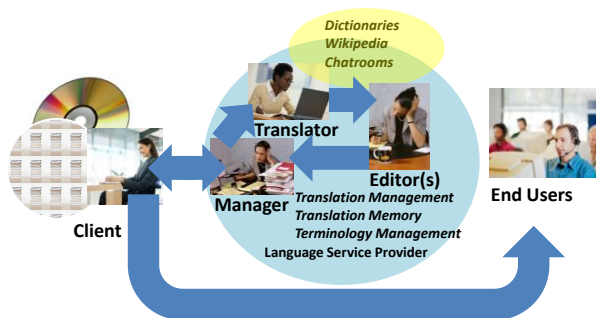 Dictionaries
Wikipedia
Chatrooms
Translator
Manager
Editor(s)
Translation Management
Translation Memory
Terminology Management
Language Service Provider
Client
End Users